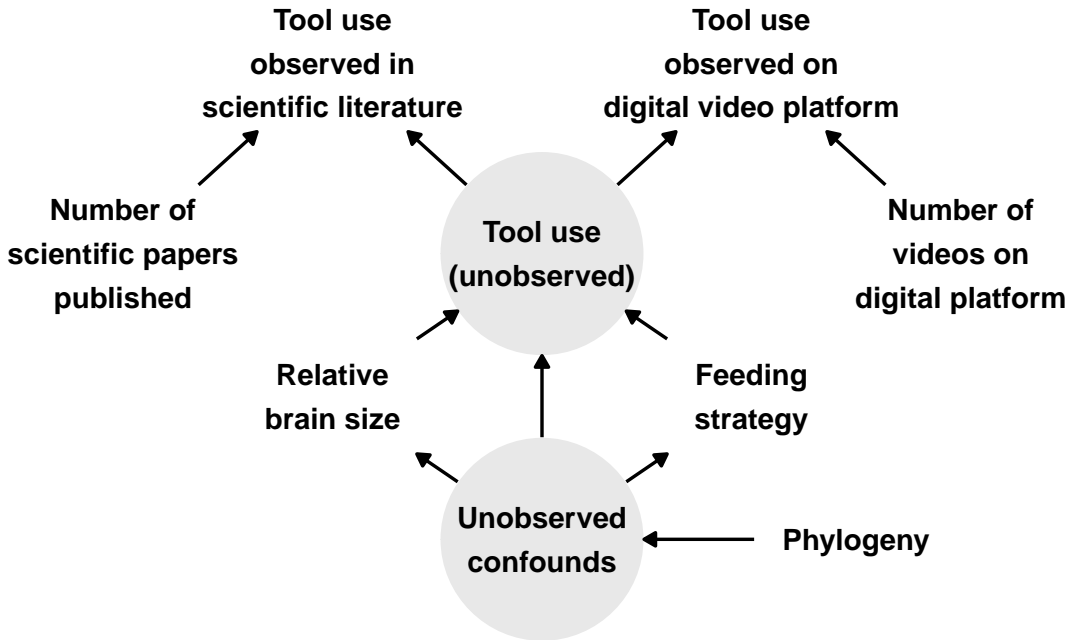 Tool use
observed in
scientific literature
Tool use
observed on
digital video platform
Number of
scientific papers
published
Tool use
(unobserved)
Number of
videos on
digital platform
Relative
brain size
Feeding
strategy
Unobserved
confounds
Phylogeny